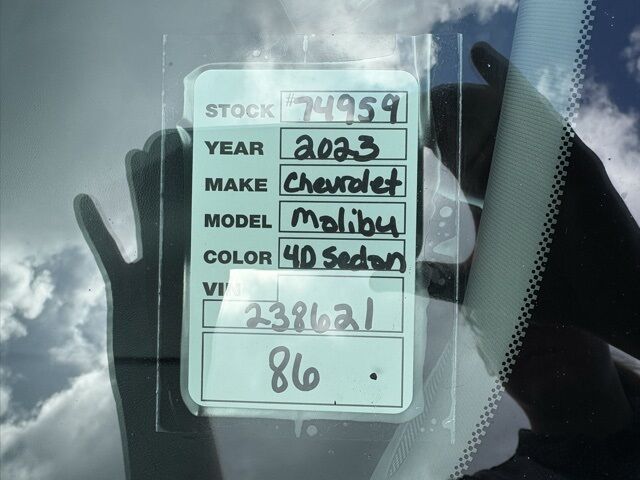 STOCK #74959
YEAR 2023
MAKE Chevrolet
MODEL Malibu
COLOR 4D Sedan
VIN
238621
86